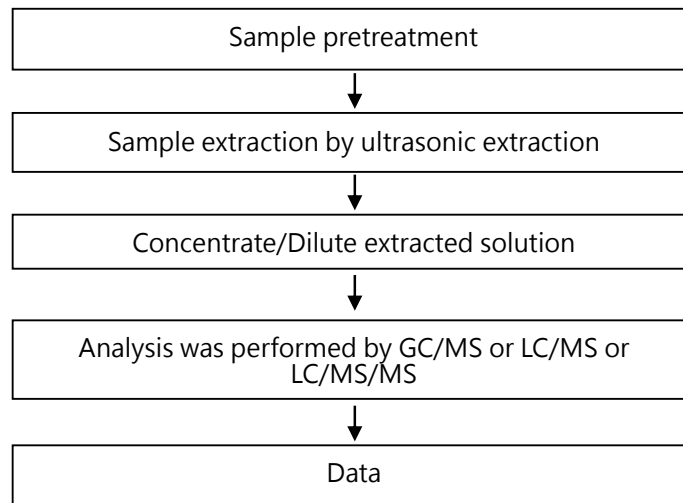 Sample pretreatment
Sample extraction by ultrasonic extraction
Concentrate/Dilute extracted solution
Analysis was performed by GC/MS or LC/MS or
LC/MS/MS
Data